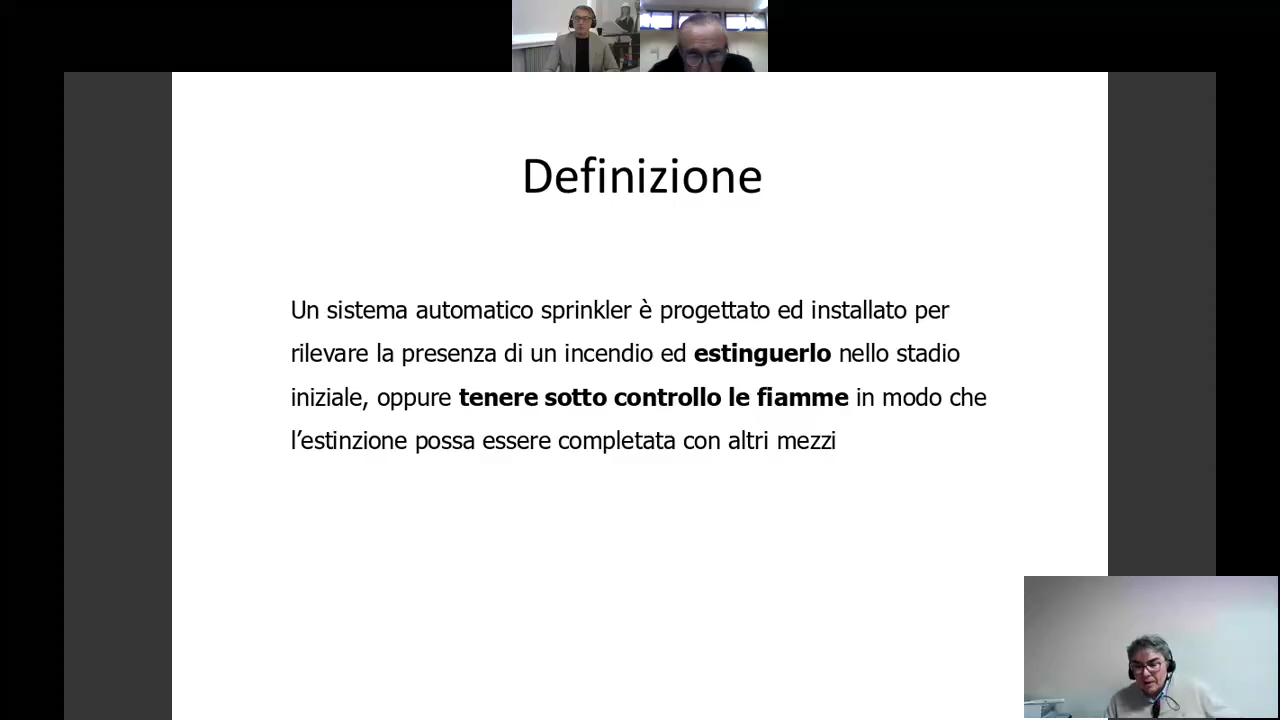 Definizione
Un sistema automatico sprinkler è progettato ed installato per
rilevare la presenza di un incendio ed estinguerlo nello stadio
iniziale, oppure tenere sotto controllo le fiamme in modo che
l’estinzione possa essere completata con altri mezzi